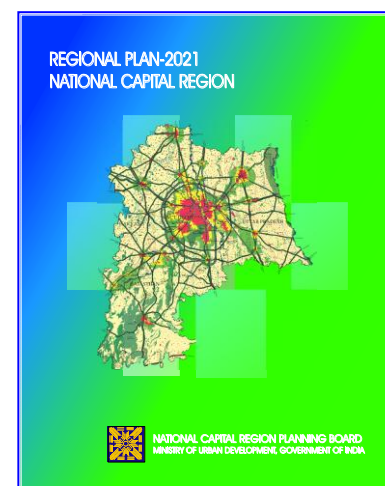 REGIONAL PLAN-2021
NATIONAL CAPITAL REGION
NATIONAL CAPITAL REGION PLANNING BOARD
MINISTRY OF URBAN DEVELOPMENT, GOVERNMENT OF INDIA